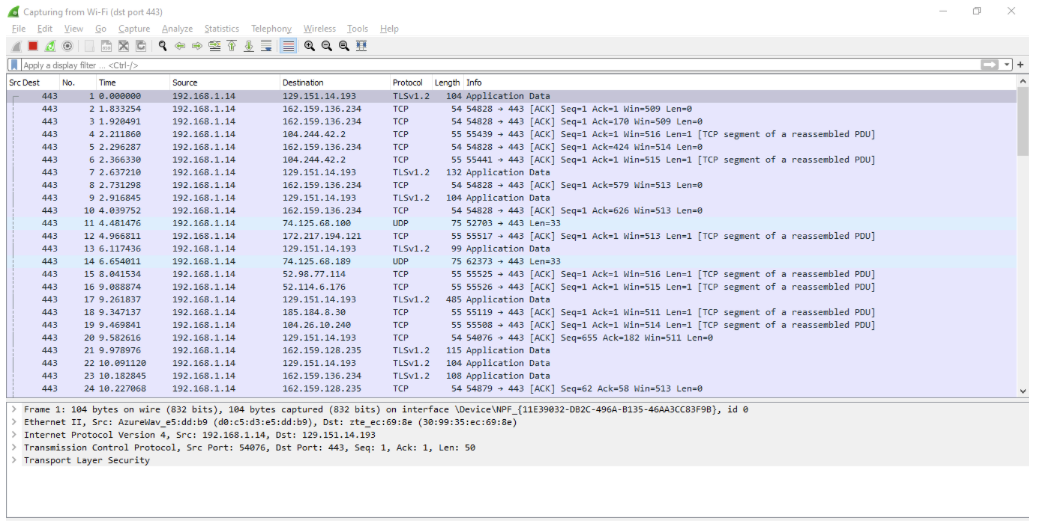 Capturing from Wi-Fi (dst port 443)
File Edit View Go Capture Analyze Statistics Telephony Wireless Tools Help
Apply a display filter ... <Ctrl-/>
Src Dest No. Time Source Destination Protocol Length Info
443 1 0.000000 192.168.1.14 129.151.14.193 TLSv1.2 104 Application Data
443 2 1.833254 192.168.1.14 162.159.136.234 TCP 54 54828 → 443 [ACK] Seq=1 Ack=1 Win=509 Len=0
443 3 1.920491 192.168.1.14 162.159.136.234 TCP 54 54828 → 443 [ACK] Seq=1 Ack=170 Win=509 Len=0
443 4 2.211860 192.168.1.14 104.244.42.2 TCP 55 55439 → 443 [ACK] Seq=1 Ack=1 Win=516 Len=1 [TCP segment of a reassembled PDU]
443 5 2.296287 192.168.1.14 162.159.136.234 TCP 54 54828 → 443 [ACK] Seq=1 Ack=424 Win=514 Len=0
443 6 2.366330 192.168.1.14 104.244.42.2 TCP 55 55441 → 443 [ACK] Seq=1 Ack=1 Win=515 Len=1 [TCP segment of a reassembled PDU]
443 7 2.637210 192.168.1.14 129.151.14.193 TLSv1.2 132 Application Data
443 8 2.731298 192.168.1.14 162.159.136.234 TCP 54 54828 → 443 [ACK] Seq=1 Ack=579 Win=513 Len=0
443 9 2.916845 192.168.1.14 129.151.14.193 TLSv1.2 104 Application Data
443 10 4.039752 192.168.1.14 162.159.136.234 TCP 54 54828 → 443 [ACK] Seq=1 Ack=626 Win=513 Len=0
443 11 4.481476 192.168.1.14 74.125.68.100 UDP 75 52703 → 443 Len=33
443 12 4.966811 192.168.1.14 172.217.194.121 TCP 55 55517 → 443 [ACK] Seq=1 Ack=1 Win=513 Len=1 [TCP segment of a reassembled PDU]
443 13 6.117436 192.168.1.14 129.151.14.193 TLSv1.2 99 Application Data
443 14 6.654011 192.168.1.14 74.125.68.189 UDP 75 62373 → 443 Len=33
443 15 8.041534 192.168.1.14 52.98.77.114 TCP 55 55525 → 443 [ACK] Seq=1 Ack=1 Win=516 Len=1 [TCP segment of a reassembled PDU]
443 16 9.088874 192.168.1.14 52.114.6.176 TCP 55 55526 → 443 [ACK] Seq=1 Ack=1 Win=515 Len=1 [TCP segment of a reassembled PDU]
443 17 9.261837 192.168.1.14 129.151.14.193 TLSv1.2 485 Application Data
443 18 9.347137 192.168.1.14 185.184.8.30 TCP 55 55119 → 443 [ACK] Seq=1 Ack=1 Win=511 Len=1 [TCP segment of a reassembled PDU]
443 19 9.469841 192.168.1.14 104.26.10.240 TCP 55 55508 → 443 [ACK] Seq=1 Ack=1 Win=514 Len=1 [TCP segment of a reassembled PDU]
443 20 9.582616 192.168.1.14 129.151.14.193 TCP 54 54076 → 443 [ACK] Seq=655 Ack=182 Win=511 Len=0
443 21 9.978976 192.168.1.14 162.159.128.235 TLSv1.2 115 Application Data
443 22 10.091120 192.168.1.14 129.151.14.193 TLSv1.2 104 Application Data
443 23 10.182845 192.168.1.14 162.159.136.234 TLSv1.2 108 Application Data
443 24 10.227068 192.168.1.14 162.159.128.235 TCP 54 54879 → 443 [ACK] Seq=62 Ack=58 Win=513 Len=0
> Frame 1: 104 bytes on wire (832 bits), 104 bytes captured (832 bits) on interface \Device\NPF_{11E39032-DB2C-496A-B135-46AA3CC83F9B}, id 0
> Ethernet II, Src: AzureWav_e5:dd:b9 (d0:c5:d3:e5:dd:b9), Dst: zte_ec:69:8e (30:99:35:ec:69:8e)
> Internet Protocol Version 4, Src: 192.168.1.14, Dst: 129.151.14.193
> Transmission Control Protocol, Src Port: 54076, Dst Port: 443, Seq: 1, Ack: 1, Len: 50
> Transport Layer Security